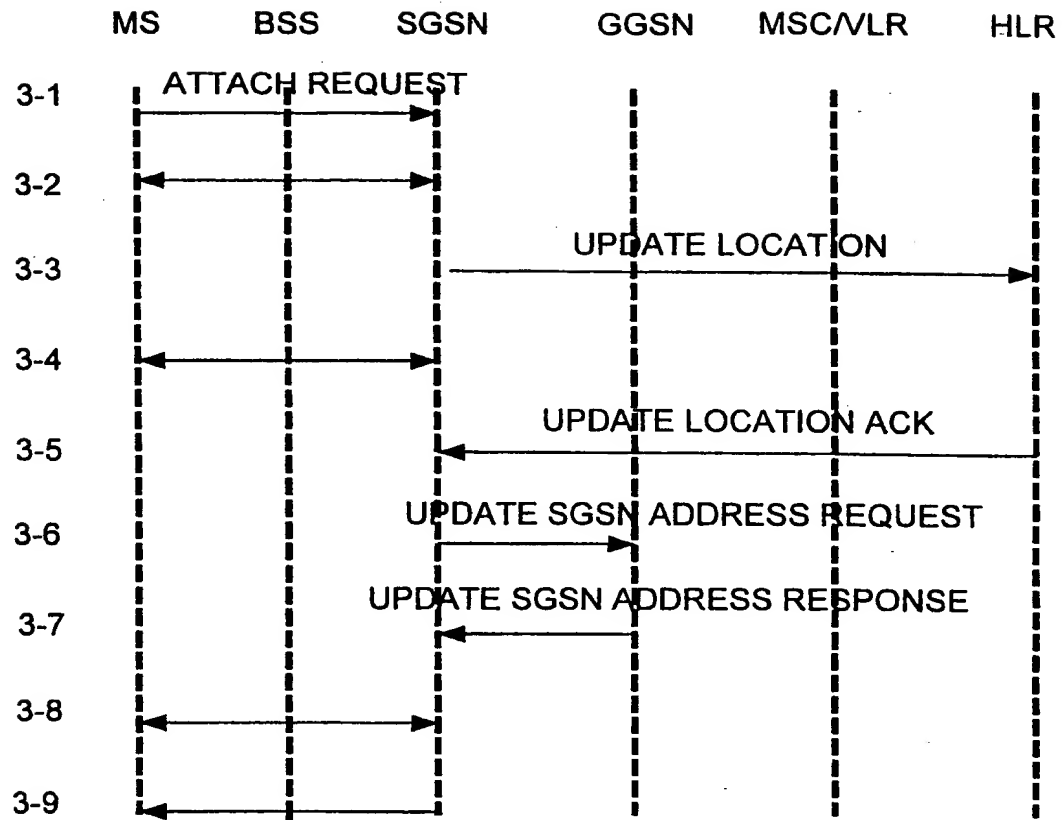 MS BSS SGSN GGSN MSC/VLR HLR
3-1 ATTACH REQUEST
3-2
3-3 UPDATE LOCATION
3-4
3-5 UPDATE LOCATION ACK
3-6 UPDATE SGSN ADDRESS REQUEST
3-7 UPDATE SGSN ADDRESS RESPONSE
3-8
3-9